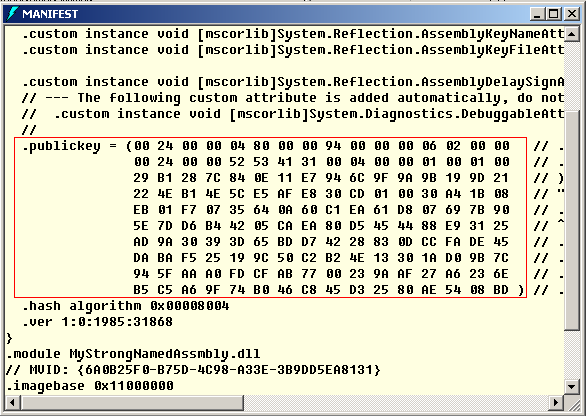 MANIFEST
.custom instance void [mscorlib]System.Reflection.AssemblyKeyNameAtt
.custom instance void [mscorlib]System.Reflection.AssemblyKeyFileAtt
.custom instance void [mscorlib]System.Reflection.AssemblyDelaySignA
// --- The following custom attribute is added automatically, do not
//  .custom instance void [mscorlib]System.Diagnostics.DebuggableAtt
//
.publickey = (00 24 00 00 04 80 00 00 94 00 00 00 06 02 00 00 // .
00 24 00 00 52 53 41 31 00 04 00 00 01 00 01 00 // .
29 B1 28 7C 84 0E 11 E7 94 6C 9F 9A 9B 19 9D 21 // )
22 4E B1 4E 5C E5 AF E8 30 CD 01 00 30 A4 1B 08 // "
EB 01 F7 07 35 64 0A 60 C1 EA 61 D8 07 69 7B 90 // .
5E 7D D6 B4 42 05 CA EA 80 D5 45 44 88 E9 31 25 // ^
AD 9A 30 39 3D 65 BD D7 42 28 83 0D CC FA DE 45 // .
DA BA F5 25 19 9C 50 C2 B2 4E 13 30 1A D0 9B 7C // .
94 5F AA A0 FD CF AB 77 00 23 9A AF 27 A6 23 6E // .
B5 C5 A6 9F 74 B0 46 C8 45 D3 25 80 AE 54 08 BD ) // .
.hash algorithm 0x00008004
.ver 1:0:1985:31868
}
.module MyStrongNamedAssmbly.dll
// MVID: {6A0B25F0-B75D-4C98-A33E-3B9DD5EA8131}
.imagebase 0x11000000